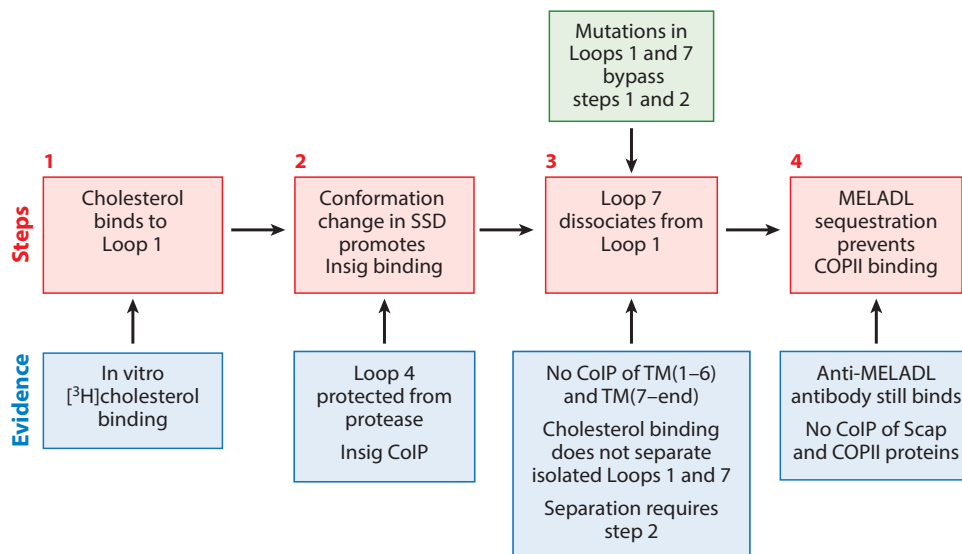 Mutations in
Loops 1 and 7
bypass
steps 1 and 2
Steps
1
Cholesterol
binds to
Loop 1
2
Conformation
change in SSD
promotes
Insig binding
3
Loop 7
dissociates from
Loop 1
4
MELADL
sequestration
prevents
COPII binding
Evidence
In vitro
[³H]cholesterol
binding
Loop 4
protected from
protease
Insig CoIP
No CoIP of TM(1–6)
and TM(7–end)
Cholesterol binding
does not separate
isolated Loops 1 and 7
Separation requires
step 2
Anti-MELADL
antibody still binds
No CoIP of Scap
and COPII proteins